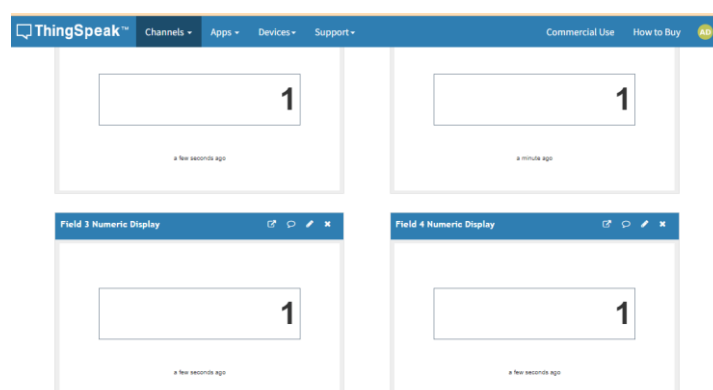 ThingSpeak™ Channels Apps Devices Support Commercial Use How to Buy AD
1 1
a few seconds ago a minute ago
Field 3 Numeric Display Field 4 Numeric Display
1 1
a few seconds ago a few seconds ago